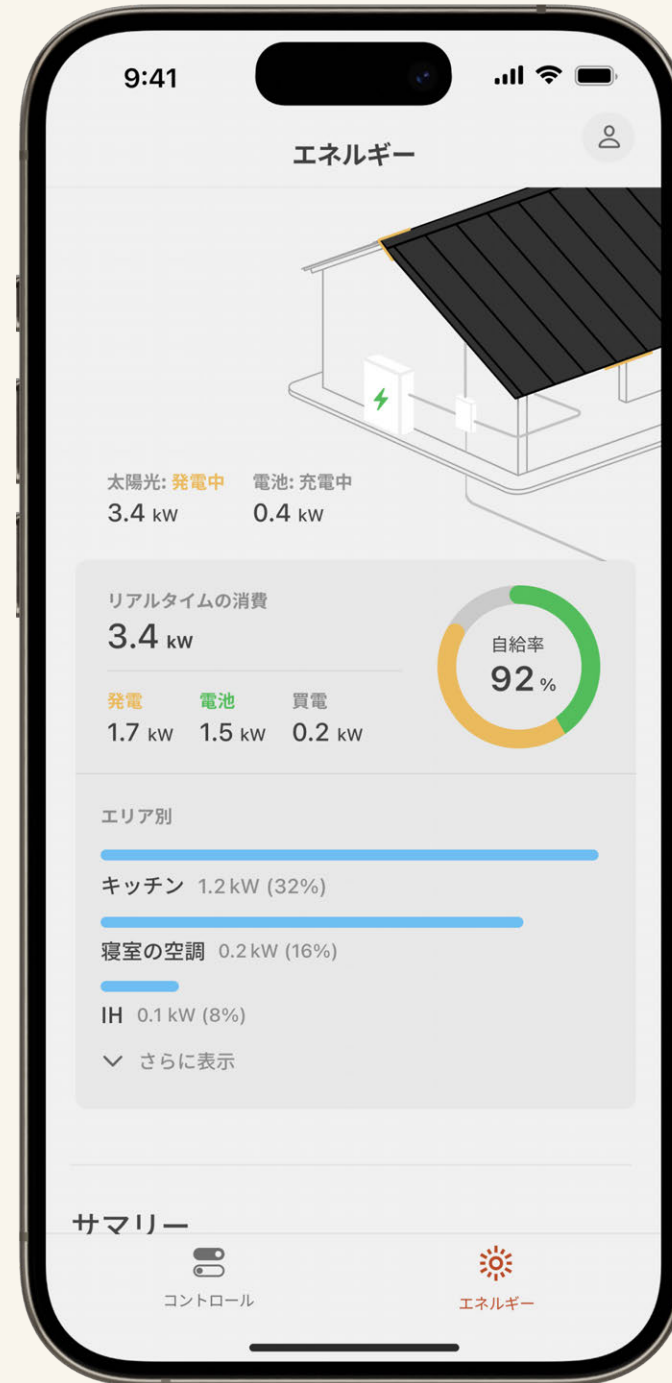 9:41
エネルギー
太陽光: 発電中 電池: 充電中
3.4 kW 0.4 kW
リアルタイムの消費
3.4 kW
自給率
92 %
発電 電池 買電
1.7 kW 1.5 kW 0.2 kW
エリア別
キッチン 1.2 kW (32%)
寝室の空調 0.2 kW (16%)
IH 0.1 kW (8%)
さらに表示
サマリー
コントロール エネルギー